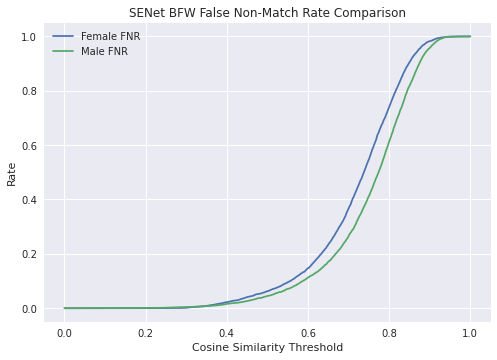 SENet BFW False Non-Match Rate Comparison
Female FNR
Male FNR
Rate
1.0
0.8
0.6
0.4
0.2
0.0
0.0 0.2 0.4 0.6 0.8 1.0
Cosine Similarity Threshold